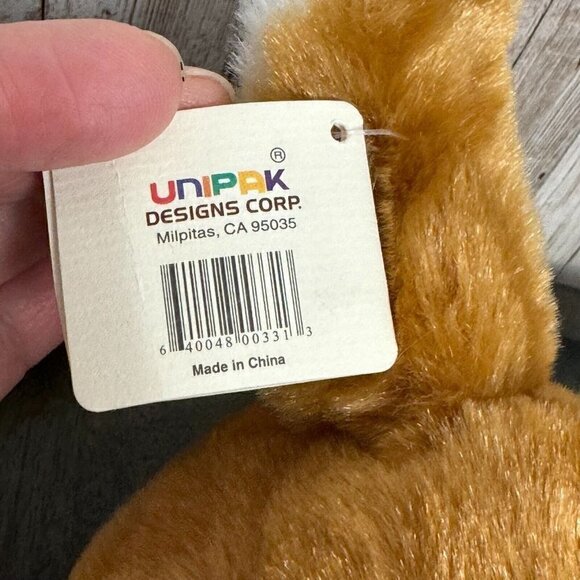 UNIPAK®
DESIGNS CORP.
Milpitas, CA 95035
6 40048 00331 3
Made in China